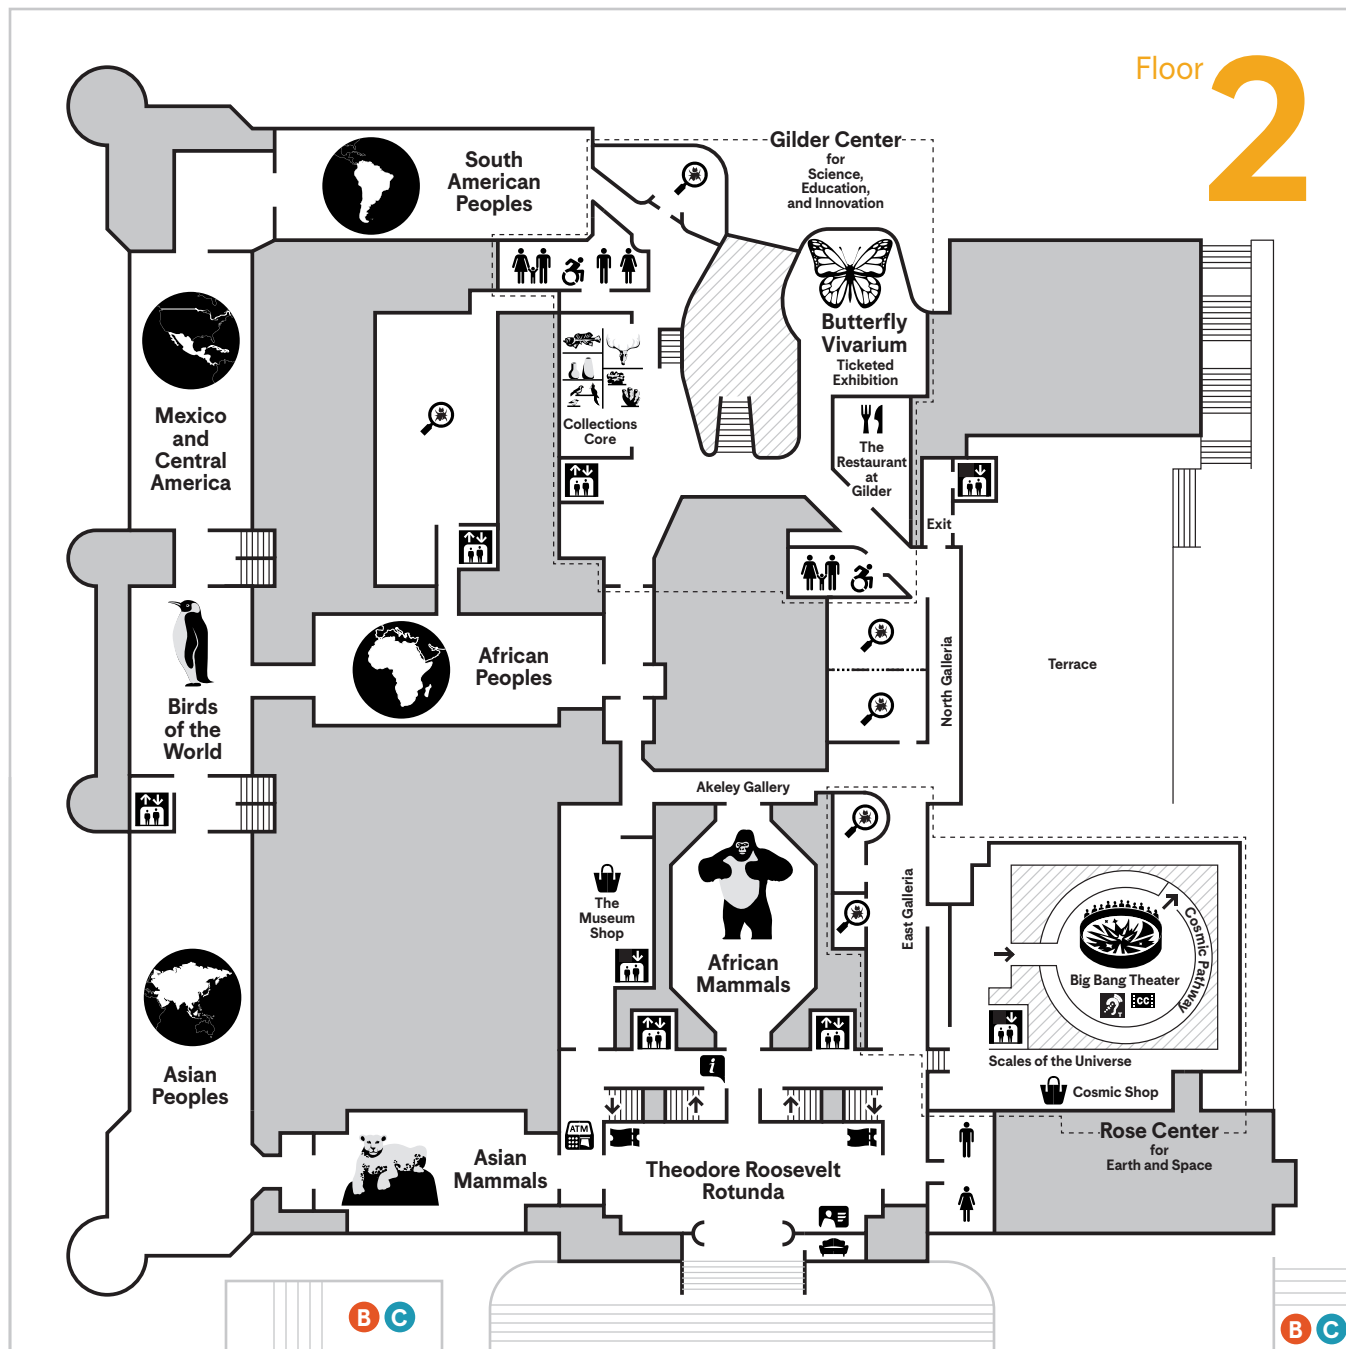 Floor
2
Gilder Center
for
Science,
Education,
and Innovation
South
American
Peoples
Butterfly
Vivarium
Ticketed
Exhibition
Mexico
and
Central
America
Collections
Core
The
Restaurant
at
Gilder
Exit
Birds
of the
World
African
Peoples
North Galleria
Terrace
Akeley Gallery
The
Museum
Shop
African
Mammals
East Galleria
Cosmic Pathway
Big Bang Theater
CC
Scales of the Universe
Cosmic Shop
Asian
Peoples
i
ATM
Asian
Mammals
Theodore Roosevelt
Rotunda
Rose Center
for
Earth and Space
B C
B C